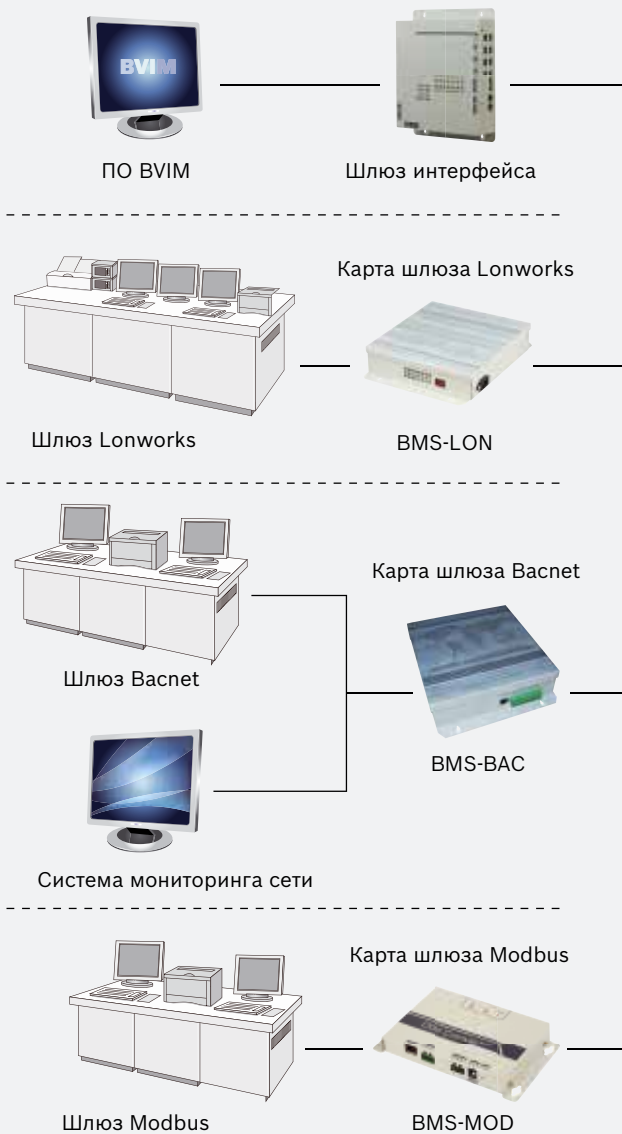 BVIM
ПО BVIM
Шлюз интерфейса
Карта шлюза Lonworks
Шлюз Lonworks
BMS-LON
Карта шлюза Bacnet
Шлюз Bacnet
BMS-BAC
Система мониторинга сети
Карта шлюза Modbus
Шлюз Modbus
BMS-MOD